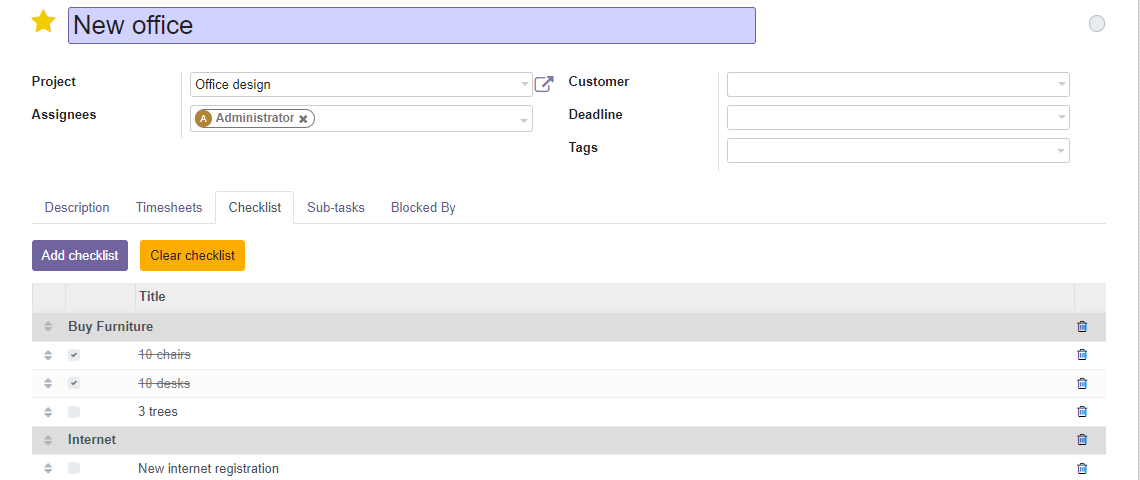 New office
Project
Office design
Customer
Assignees
A Administrator
Deadline
Tags
Description Timesheets Checklist Sub-tasks Blocked By
Add checklist Clear checklist
Title
Buy Furniture
10 chairs
10 desks
3 trees
Internet
New internet registration